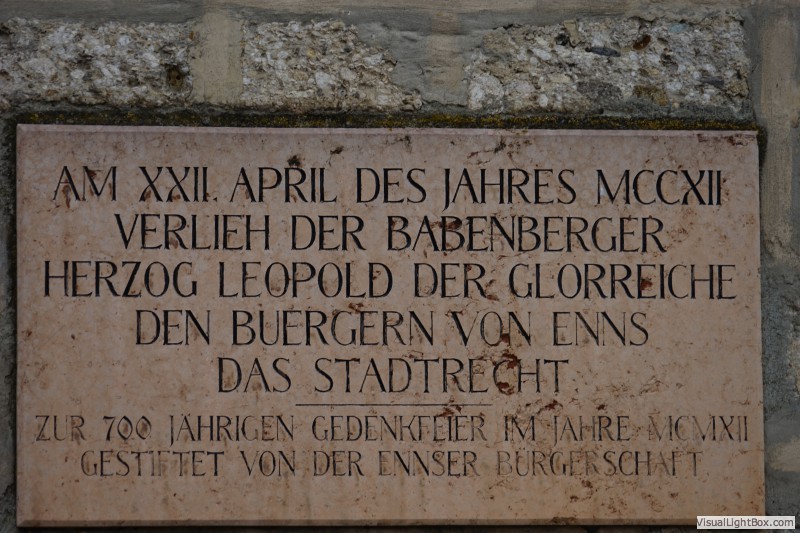 AM XXII. APRIL DES JAHRES MCCXII
VERLIEH DER BABENBERGER
HERZOG LEOPOLD DER GLORREICHE
DEN BUERGERN VON ENNS
DAS STADTRECHT
ZUR 700 JÄHRIGEN GEDENKFEIER IM JAHRE MCMXII
GESTIFTET VON DER ENNSER BÜRGERSCHAFT
VisualLightBox.com